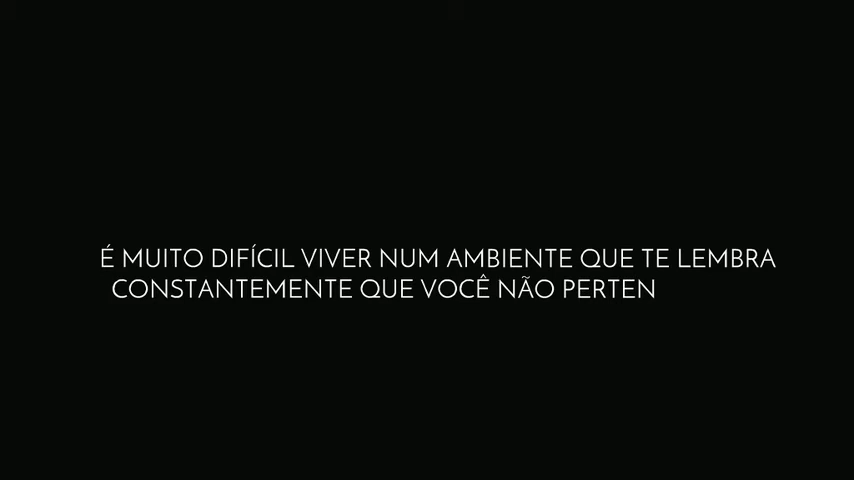 É MUITO DIFÍCIL VIVER NUM AMBIENTE QUE TE LEMBRA
CONSTANTEMENTE QUE VOCÊ NÃO PERTEN